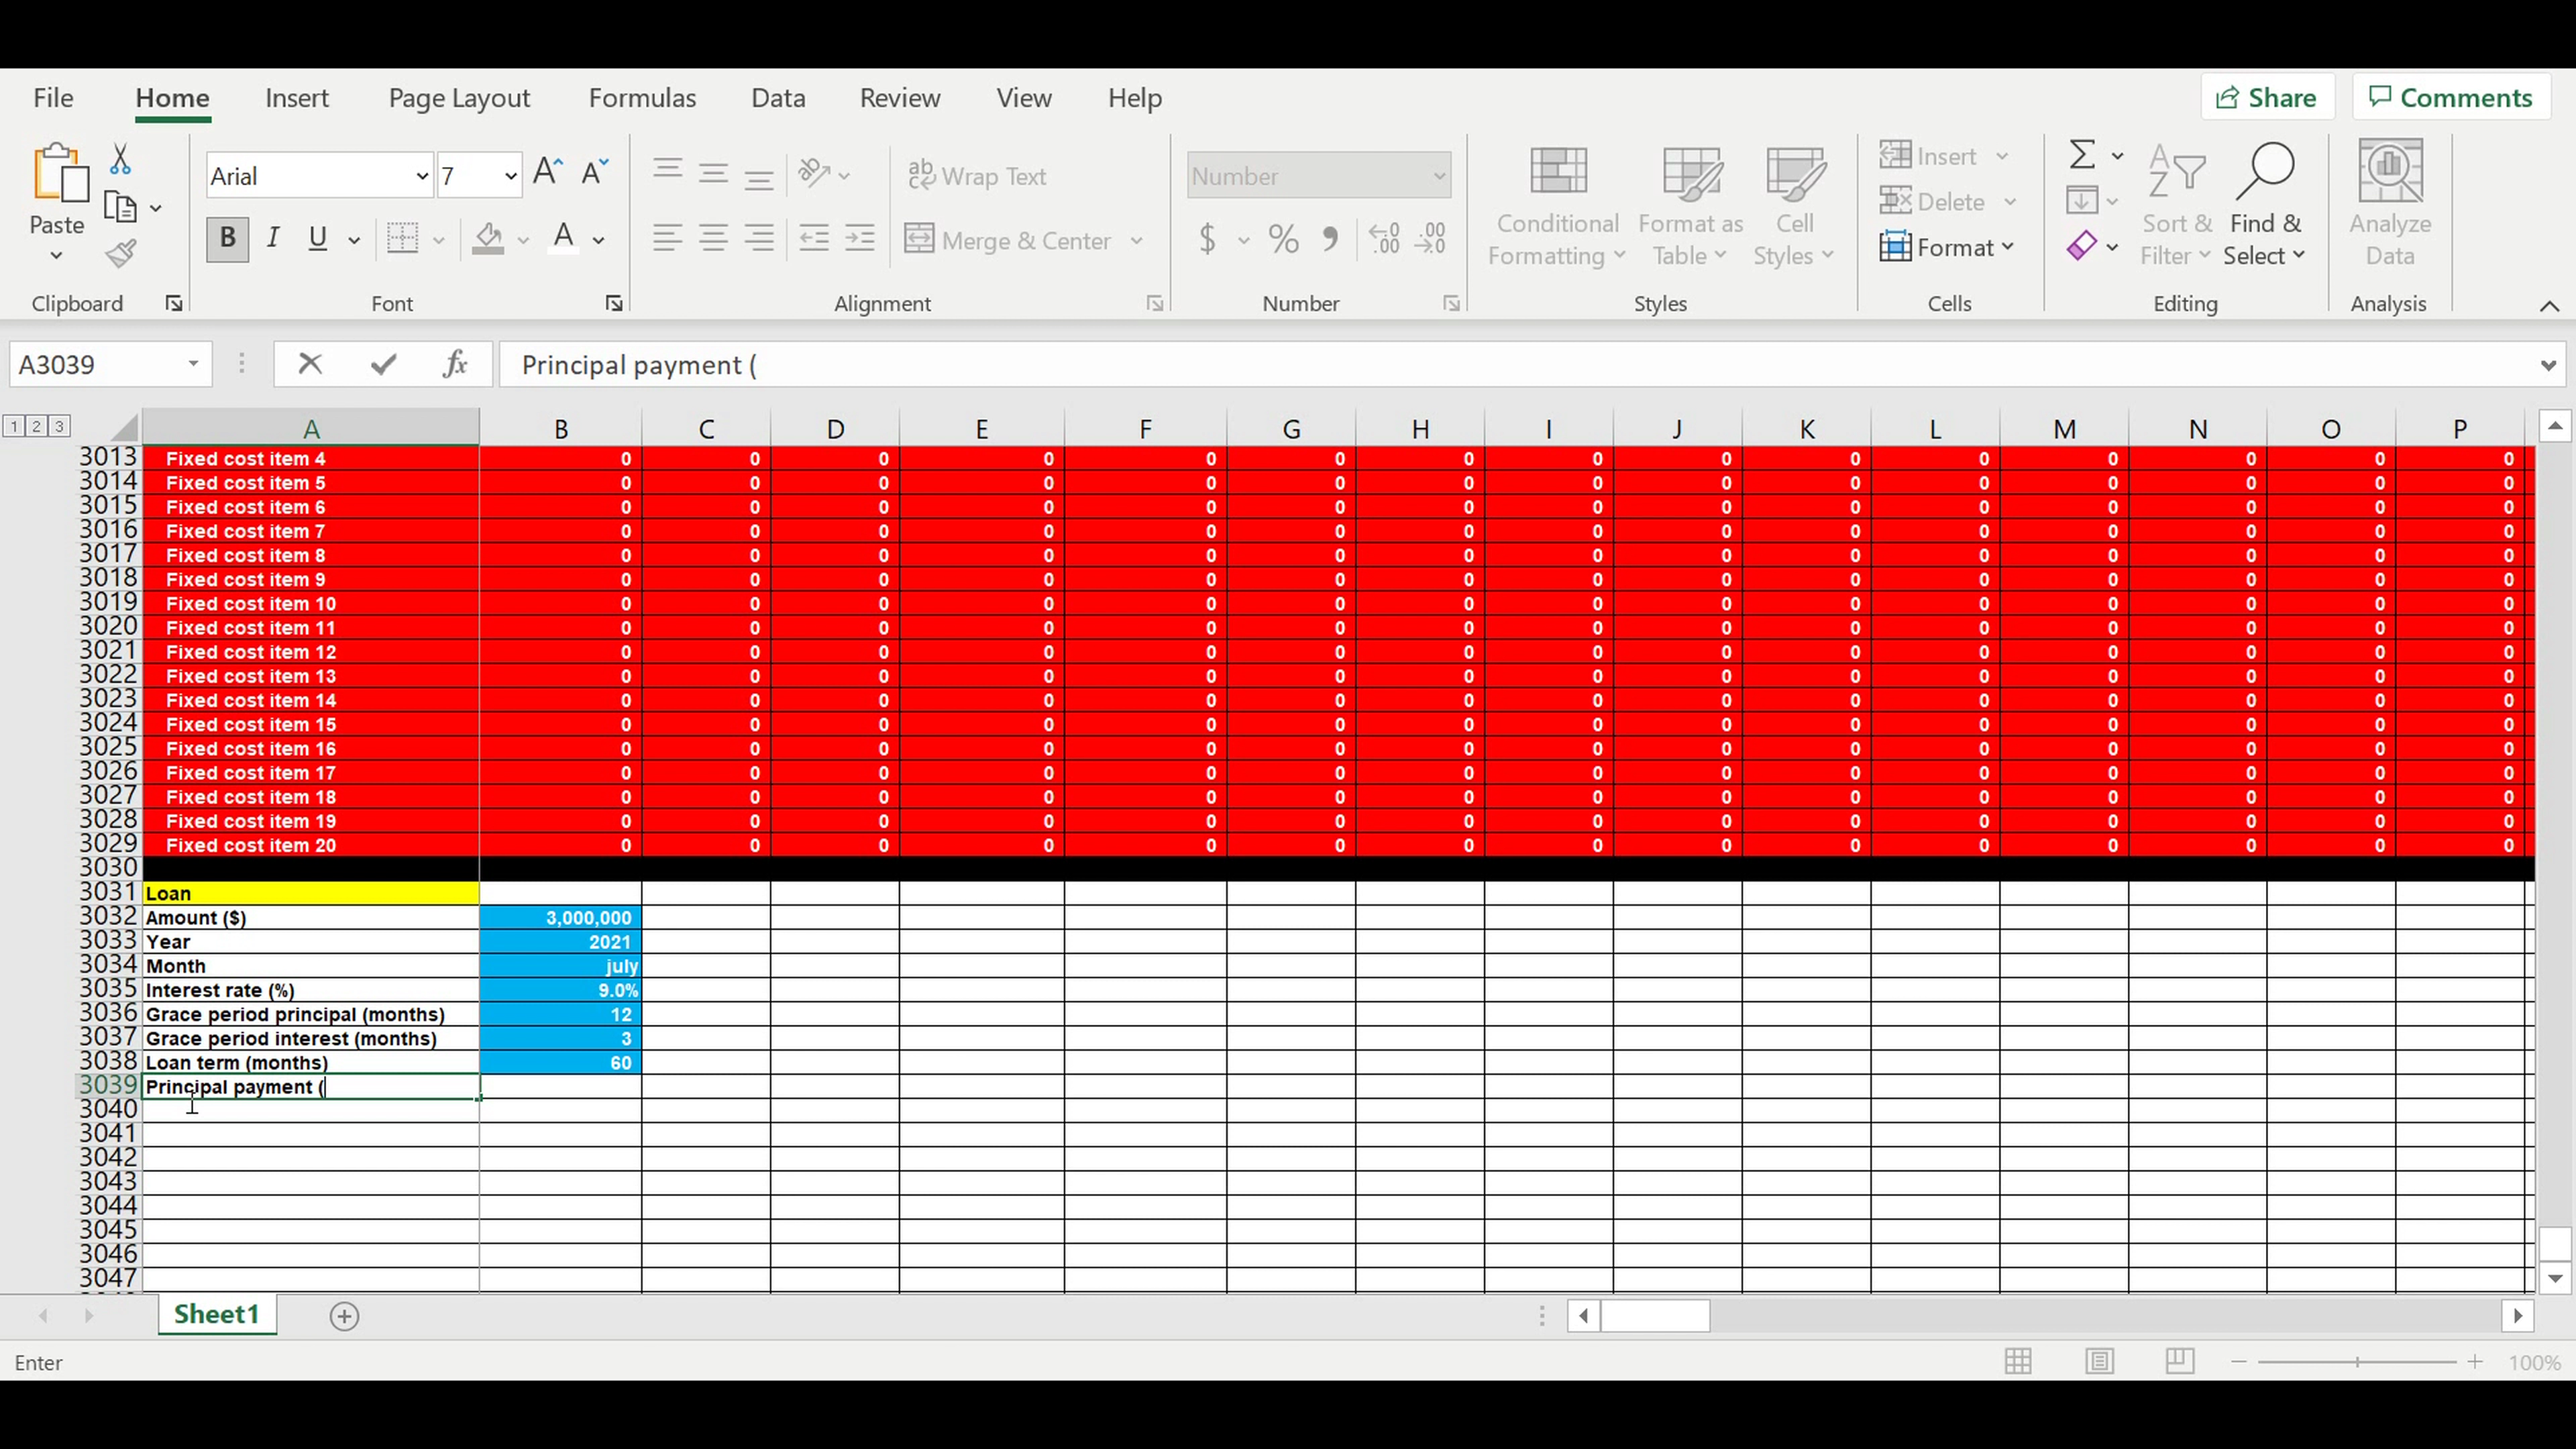 File Home Insert Page Layout Formulas Data Review View Help Share Comments
Arial 7 ab Wrap Text Number Insert Σ A
Paste Conditional Format as Cell Delete Z Sort & Find & Analyze
B I U A Merge & Center $ % , ←0 .00 .00 →0 Formatting Table Styles Format Filter Select Data
Clipboard Font Alignment Number Styles Cells Editing Analysis
A3039 fx Principal payment (
1 2 3 A B C D E F G H I J K L M N O P
3013 Fixed cost item 4 0 0 0 0 0 0 0 0 0 0 0 0 0 0 0
3014 Fixed cost item 5 0 0 0 0 0 0 0 0 0 0 0 0 0 0 0
3015 Fixed cost item 6 0 0 0 0 0 0 0 0 0 0 0 0 0 0 0
3016 Fixed cost item 7 0 0 0 0 0 0 0 0 0 0 0 0 0 0 0
3017 Fixed cost item 8 0 0 0 0 0 0 0 0 0 0 0 0 0 0 0
3018 Fixed cost item 9 0 0 0 0 0 0 0 0 0 0 0 0 0 0 0
3019 Fixed cost item 10 0 0 0 0 0 0 0 0 0 0 0 0 0 0 0
3020 Fixed cost item 11 0 0 0 0 0 0 0 0 0 0 0 0 0 0 0
3021 Fixed cost item 12 0 0 0 0 0 0 0 0 0 0 0 0 0 0 0
3022 Fixed cost item 13 0 0 0 0 0 0 0 0 0 0 0 0 0 0 0
3023 Fixed cost item 14 0 0 0 0 0 0 0 0 0 0 0 0 0 0 0
3024 Fixed cost item 15 0 0 0 0 0 0 0 0 0 0 0 0 0 0 0
3025 Fixed cost item 16 0 0 0 0 0 0 0 0 0 0 0 0 0 0 0
3026 Fixed cost item 17 0 0 0 0 0 0 0 0 0 0 0 0 0 0 0
3027 Fixed cost item 18 0 0 0 0 0 0 0 0 0 0 0 0 0 0 0
3028 Fixed cost item 19 0 0 0 0 0 0 0 0 0 0 0 0 0 0 0
3029 Fixed cost item 20 0 0 0 0 0 0 0 0 0 0 0 0 0 0 0
3030
3031 Loan
3032 Amount ($) 3,000,000
3033 Year 2021
3034 Month july
3035 Interest rate (%) 9.0%
3036 Grace period principal (months) 12
3037 Grace period interest (months) 3
3038 Loan term (months) 60
3039 Principal payment (
3040
3041
3042
3043
3044
3045
3046
3047
Sheet1
Enter 100%